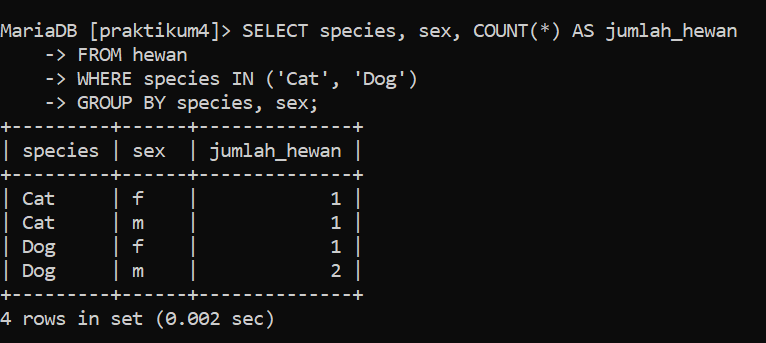 MariaDB [praktikum4]> SELECT species, sex, COUNT(*) AS jumlah_hewan
    -> FROM hewan
    -> WHERE species IN ('Cat', 'Dog')
    -> GROUP BY species, sex;
+---------+------+--------------+
| species | sex  | jumlah_hewan |
+---------+------+--------------+
| Cat     | f    |            1 |
| Cat     | m    |            1 |
| Dog     | f    |            1 |
| Dog     | m    |            2 |
+---------+------+--------------+
4 rows in set (0.002 sec)